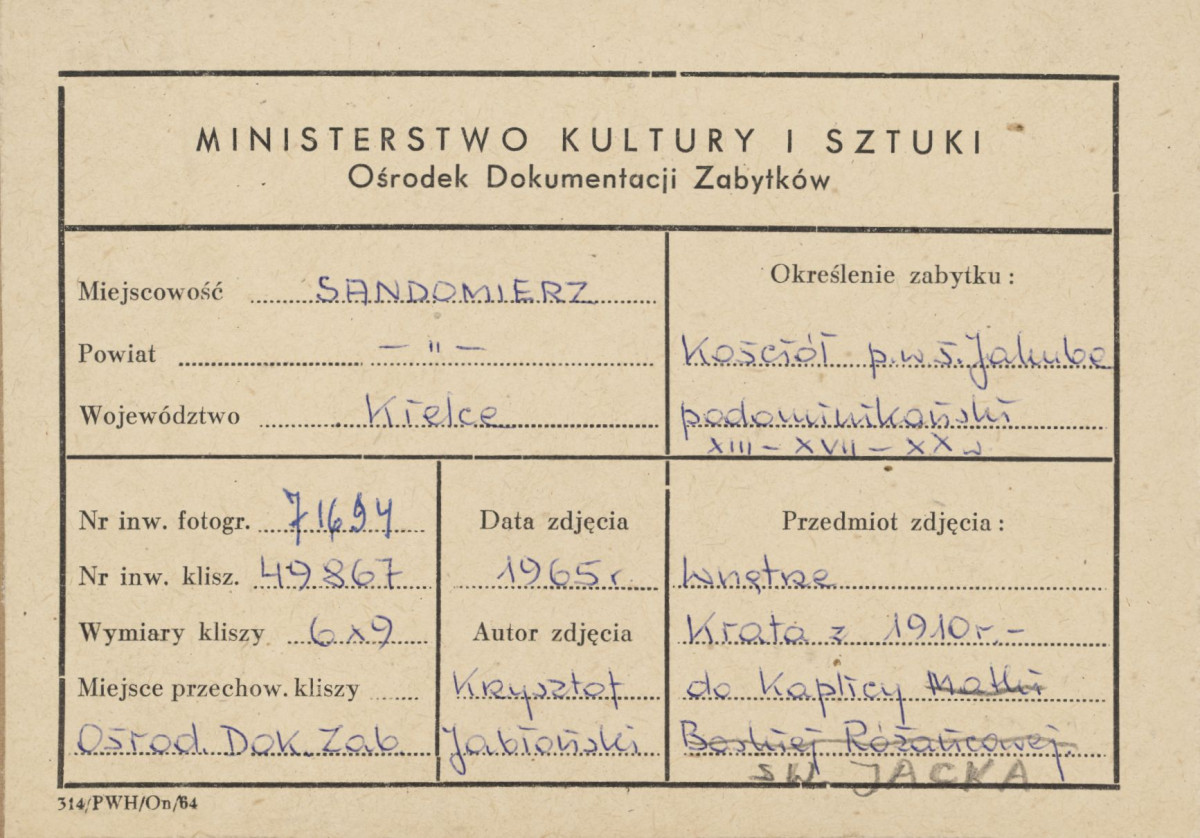 MINISTERSTWO KULTURY I SZTUKI
Ośrodek Dokumentacji Zabytków
Miejscowość SANDOMIERZ
Powiat — " —
Województwo Kielce
Określenie zabytku:
Kościół p.w ś. Jakuba
podominikański
XIII – XVII – XX w.
Nr inw. fotogr. 71694
Nr inw. klisz. 49867
Wymiary kliszy 6x9
Miejsce przechow. kliszy
Ośrod. Dok. Zab.
Data zdjęcia
1965 r
Autor zdjęcia
Krzysztof
Jabłoński
Przedmiot zdjęcia:
Wnętrze
Krata z 1910 r.-
do Kaplicy Matki
Boskiej Różańcowej.
ŚW. JACKA
314/PWH/On/64